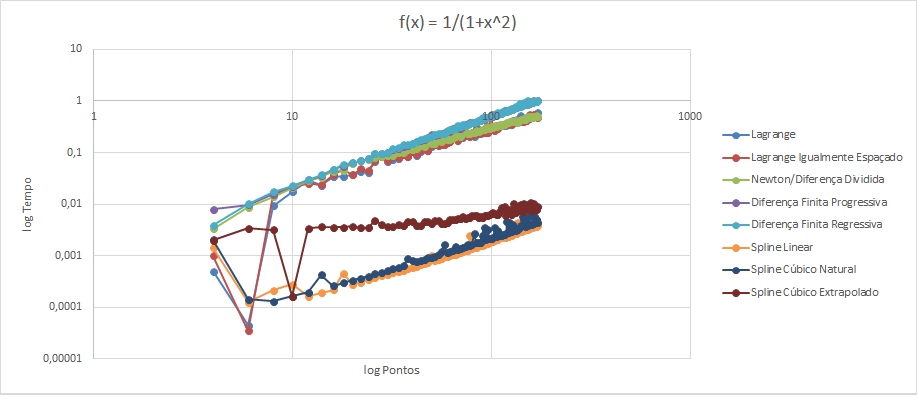 f(x) = 1/(1+x^2)
10
1
1
10
100
1000
0,1
0,01
0,001
0,0001
0,00001
log Tempo
log Pontos
Lagrange
Lagrange Igualmente Espaçado
Newton/Diferença Dividida
Diferença Finita Progressiva
Diferença Finita Regressiva
Spline Linear
Spline Cúbico Natural
Spline Cúbico Extrapolado